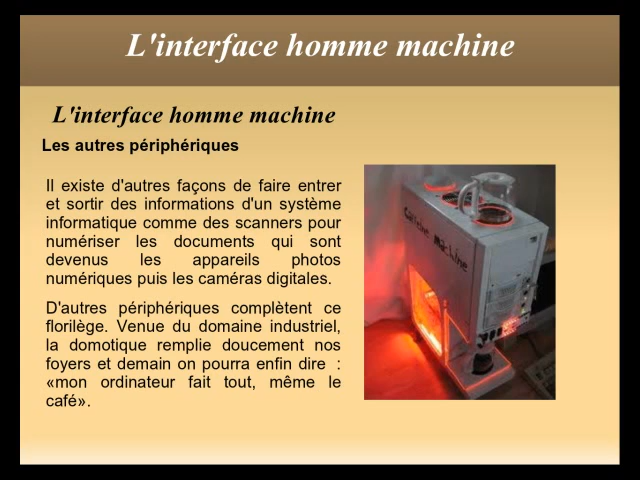 L'interface homme machine
L'interface homme machine
Les autres périphériques
Il existe d'autres façons de faire entrer
et sortir des informations d'un système
informatique comme des scanners pour
numériser les documents qui sont
devenus les appareils photos
numériques puis les caméras digitales.
D'autres périphériques complètent ce
florilège. Venue du domaine industriel,
la domotique remplie doucement nos
foyers et demain on pourra enfin dire :
«mon ordinateur fait tout, même le
café».
Caffeine Machine